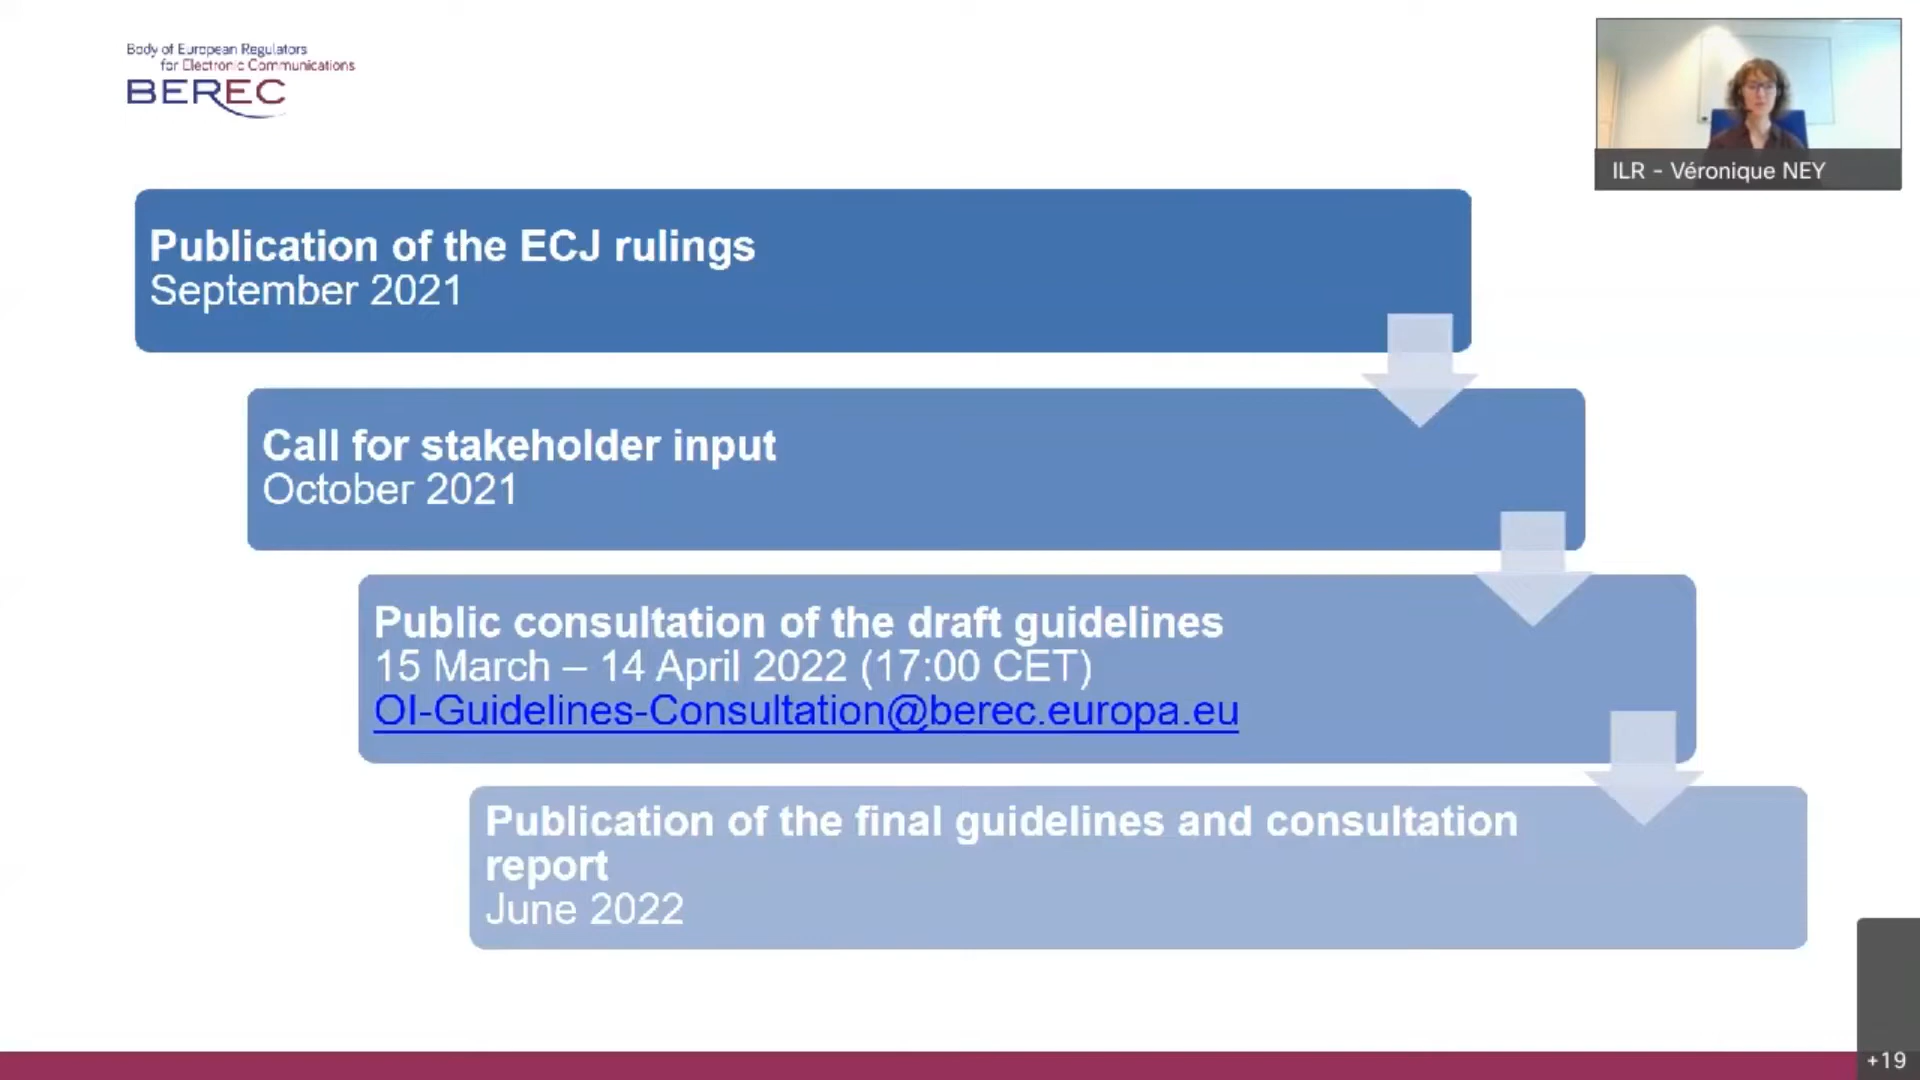 Body of European Regulators
for Electronic Communications
BEREC
ILR - Véronique NEY
Publication of the ECJ rulings
September 2021
Call for stakeholder input
October 2021
Public consultation of the draft guidelines
15 March – 14 April 2022 (17:00 CET)
OI-Guidelines-Consultation@berec.europa.eu
Publication of the final guidelines and consultation
report
June 2022
+19